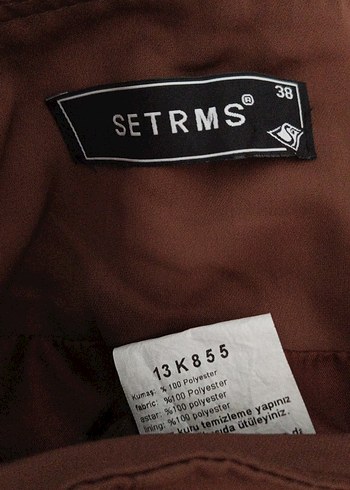 38
SETRMS®
13K855
Kumaş: % 100 Polyester
fabric: %100 Polyester
astar: %100 polyester
lining: %100 polyester
kuru temizleme yapınız
ütüleyiniz.